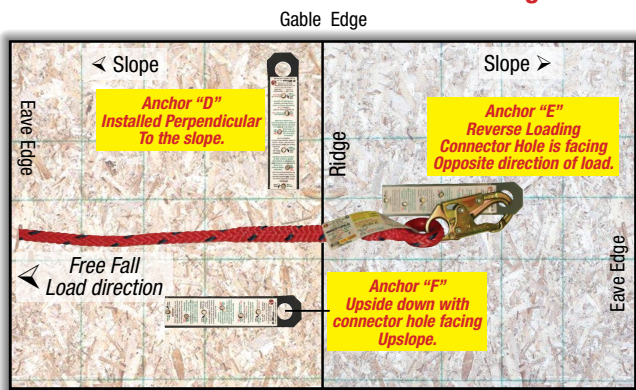 Gable Edge
< Slope
Slope >
Eave Edge
Anchor “D”
Installed Perpendicular
To the slope.
Ridge
Anchor “E”
Reverse Loading
Connector Hole is facing
Opposite direction of load.
< Free Fall
Load direction
Anchor “F”
Upside down with
connector hole facing
Upslope.
Eave Edge